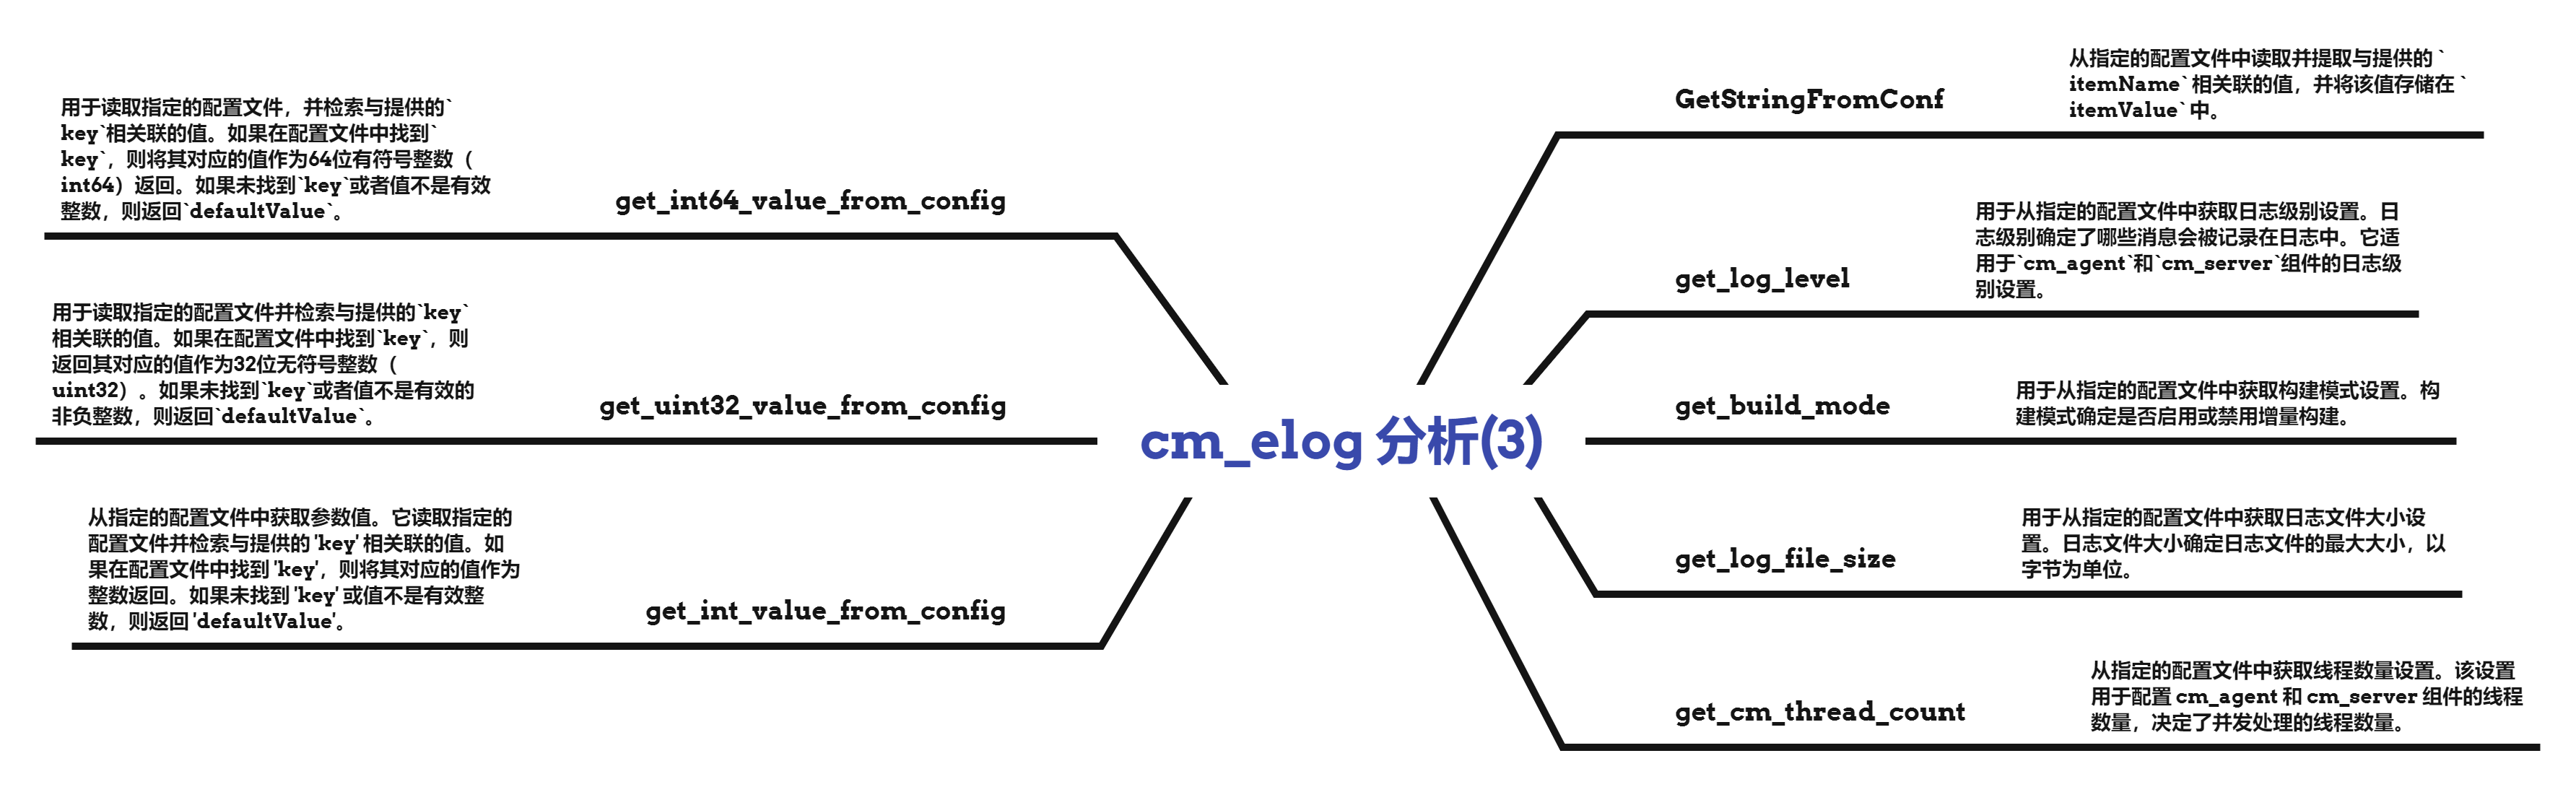 cm_elog 分析(3)
GetStringFromConf
从指定的配置文件中读取并提取与提供的 `
itemName` 相关联的值，并将该值存储在 `
itemValue` 中。
get_log_level
用于从指定的配置文件中获取日志级别设置。日
志级别确定了哪些消息会被记录在日志中。它适
用于`cm_agent`和`cm_server`组件的日志级
别设置。
get_build_mode
用于从指定的配置文件中获取构建模式设置。构
建模式确定是否启用或禁用增量构建。
get_log_file_size
用于从指定的配置文件中获取日志文件大小设
置。日志文件大小确定日志文件的最大大小，以
字节为单位。
get_cm_thread_count
从指定的配置文件中获取线程数量设置。该设置
用于配置 cm_agent 和 cm_server 组件的线程
数量，决定了并发处理的线程数量。
get_int64_value_from_config
用于读取指定的配置文件，并检索与提供的`
key`相关联的值。如果在配置文件中找到`
key`，则将其对应的值作为64位有符号整数（
int64）返回。如果未找到`key`或者值不是有效
整数，则返回`defaultValue`。
get_uint32_value_from_config
用于读取指定的配置文件并检索与提供的`key`
相关联的值。如果在配置文件中找到`key`，则
返回其对应的值作为32位无符号整数（
uint32）。如果未找到`key`或者值不是有效的
非负整数，则返回`defaultValue`。
get_int_value_from_config
从指定的配置文件中获取参数值。它读取指定的
配置文件并检索与提供的 'key' 相关联的值。如
果在配置文件中找到 'key'，则将其对应的值作为
整数返回。如果未找到 'key' 或值不是有效整
数，则返回 'defaultValue'。